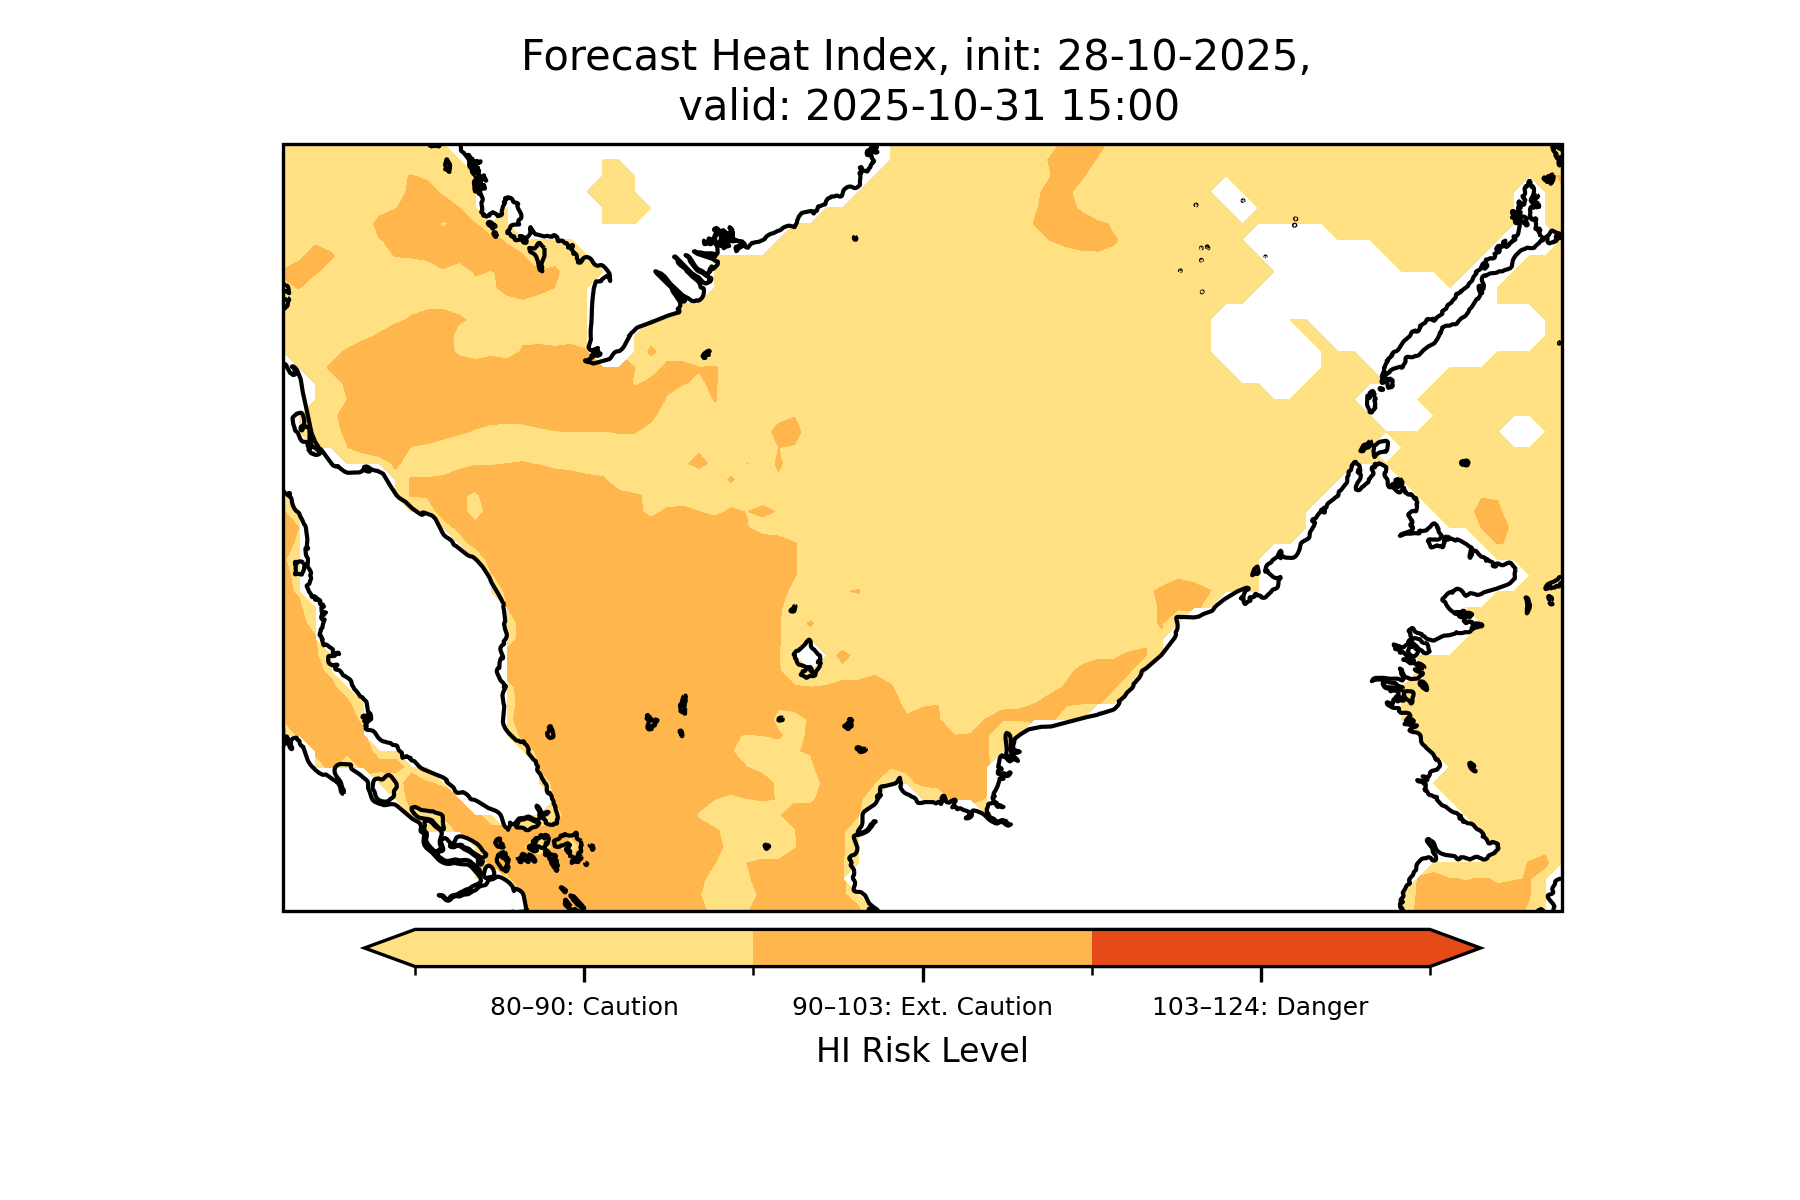 Forecast Heat Index, init: 28-10-2025,
valid: 2025-10-31 15:00
80–90: Caution
90–103: Ext. Caution
103–124: Danger
HI Risk Level